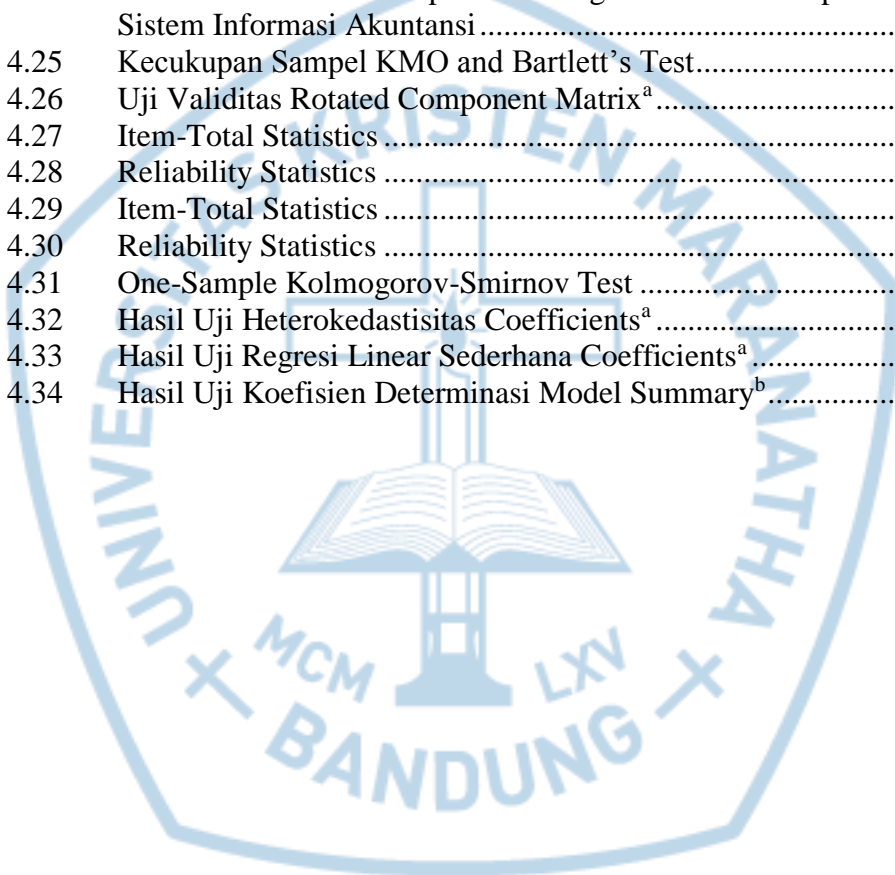 Sistem Informasi Akuntansi................................................
4.25 Kecukupan Sampel KMO and Bartlett’s Test.........................
4.26 Uji Validitas Rotated Component Matrixᵃ..............................
4.27 Item-Total Statistics............................................................
4.28 Reliability Statistics ............................................................
4.29 Item-Total Statistics............................................................
4.30 Reliability Statistics ............................................................
4.31 One-Sample Kolmogorov-Smirnov Test ..............................
4.32 Hasil Uji Heterokedastisitas Coefficientsᵃ............................
4.33 Hasil Uji Regresi Linear Sederhana Coefficientsᵃ.................
4.34 Hasil Uji Koefisien Determinasi Model Summaryᵇ...............
UNIVERSITAS KRISTEN MARANATHA
MCM LXV
BANDUNG